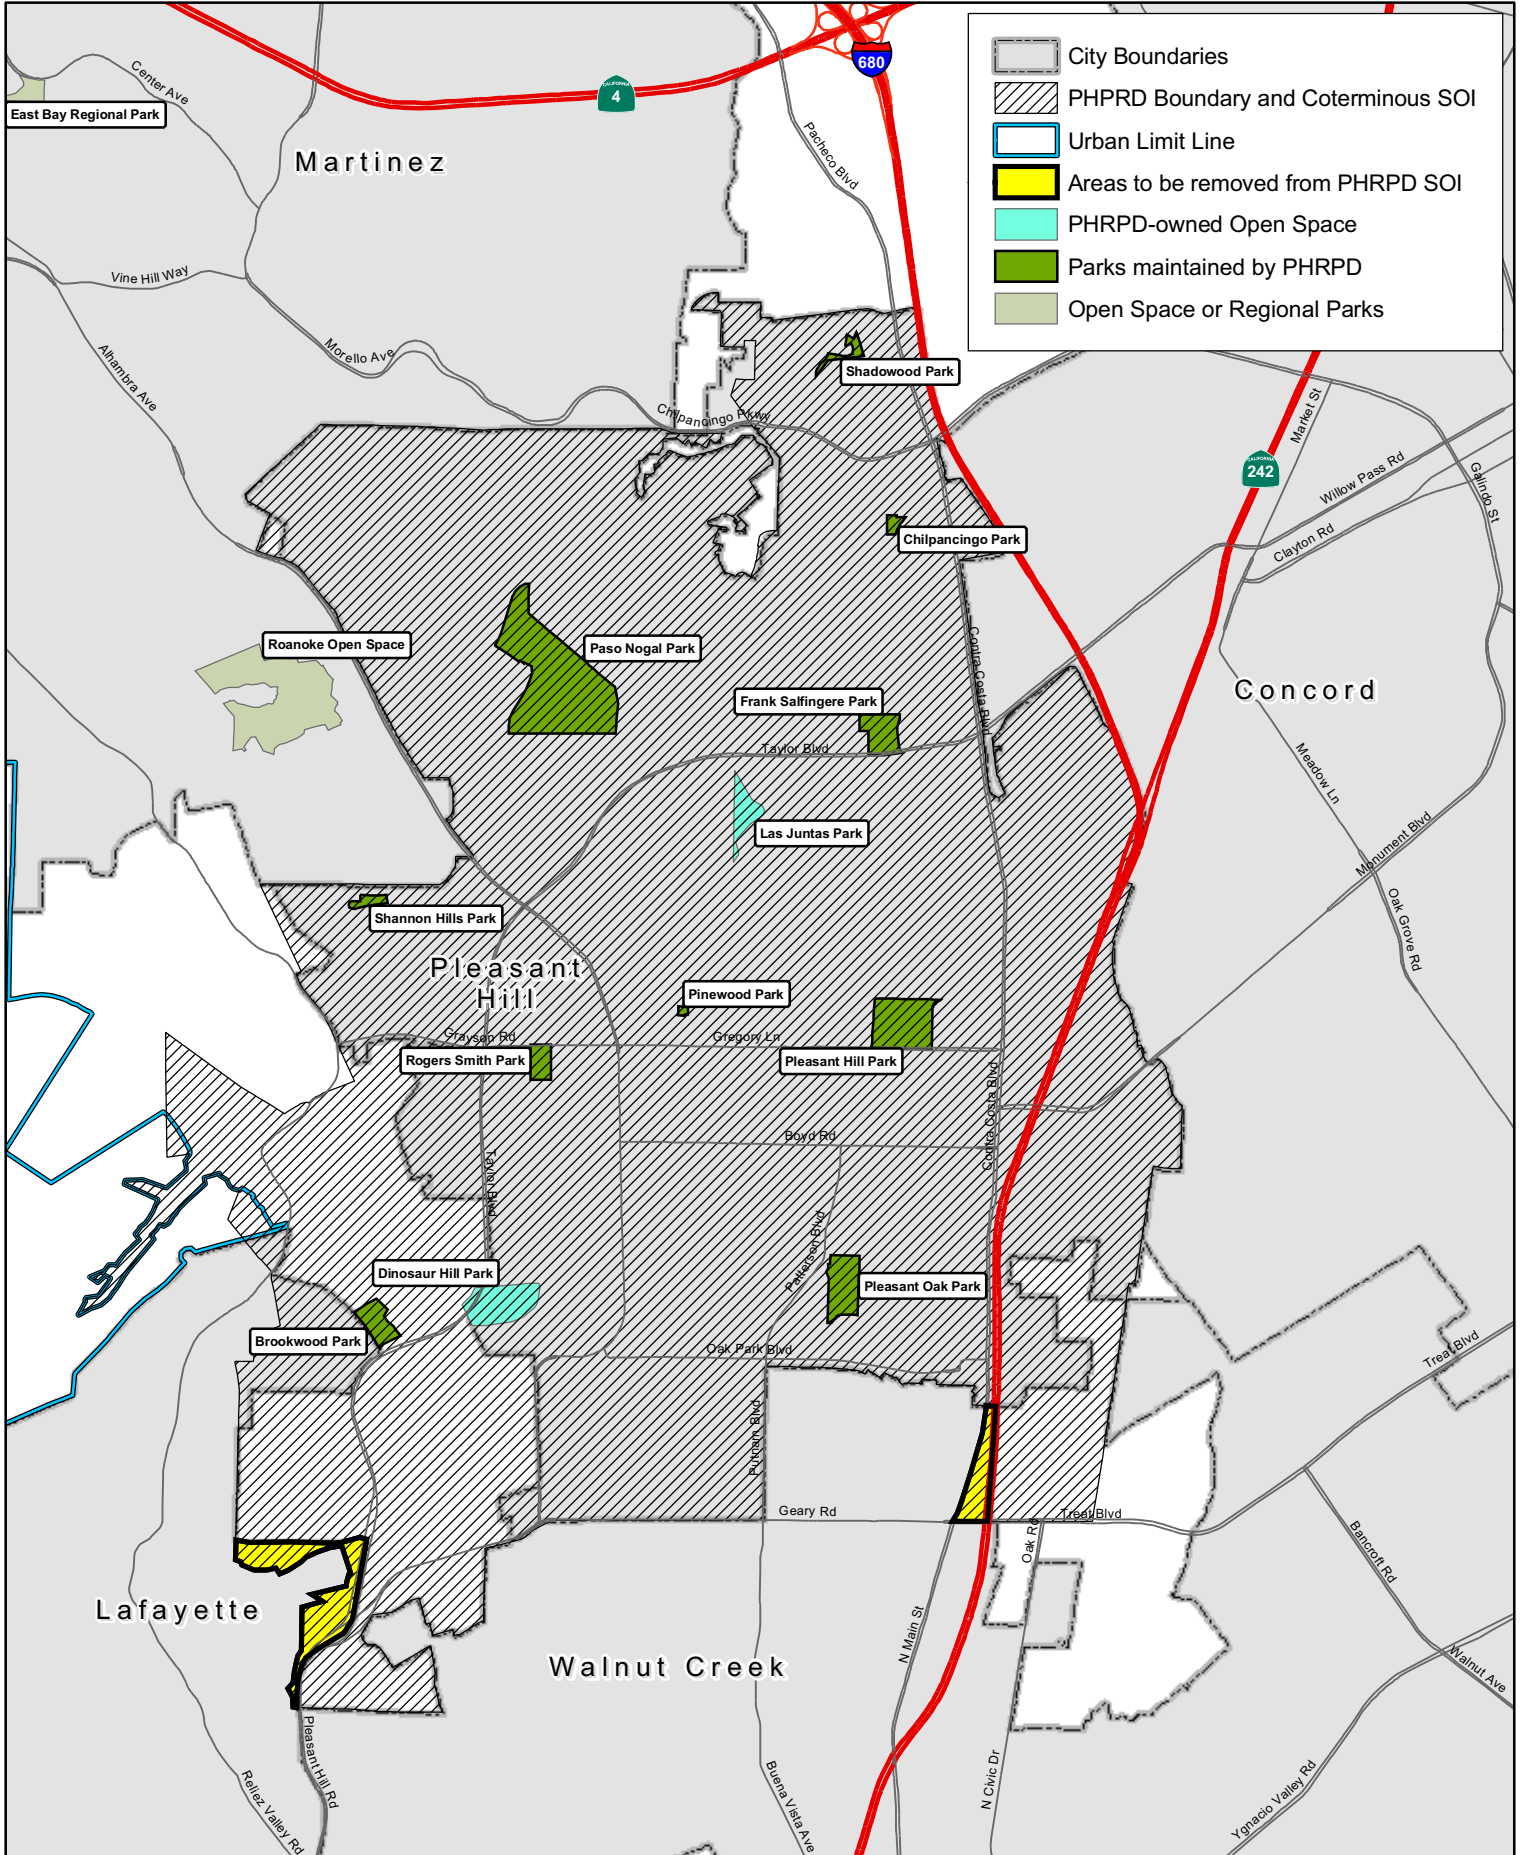 680
CALIFORNIA
4
City Boundaries
PHPRD Boundary and Coterminous SOI
Urban Limit Line
Areas to be removed from PHRPD SOI
PHRPD-owned Open Space
Parks maintained by PHRPD
Open Space or Regional Parks
Center Ave
East Bay Regional Park
Martinez
Pacheco Blvd
Vine Hill Way
Morello Ave
Alhambra Ave
Shadowood Park
Chilpancingo Pkwy
Market St
CALIFORNIA
242
Willow Pass Rd
Galindo St
Clayton Rd
Chilpancingo Park
Roanoke Open Space
Paso Nogal Park
Contra Costa Blvd
Concord
Frank Salfingere Park
Taylor Blvd
Meadow Ln
Las Juntas Park
Monument Blvd
Shannon Hills Park
Oak Grove Rd
Pleasant
Hill
Pinewood Park
Grayson Rd
Gregory Ln
Rogers Smith Park
Pleasant Hill Park
Contra Costa Blvd
Boyd Rd
Taylor Blvd
Patterson Blvd
Dinosaur Hill Park
Pleasant Oak Park
Brookwood Park
Oak Park Blvd
Treat Blvd
Putnam Blvd
Geary Rd
Treat Blvd
Oak Rd
Bancroft Rd
Lafayette
N Main St
Walnut Creek
Walnut Ave
Pleasant Hill Rd
Reliez Valley Rd
Buena Vista Ave
N Civic Dr
Ygnacio Valley Rd